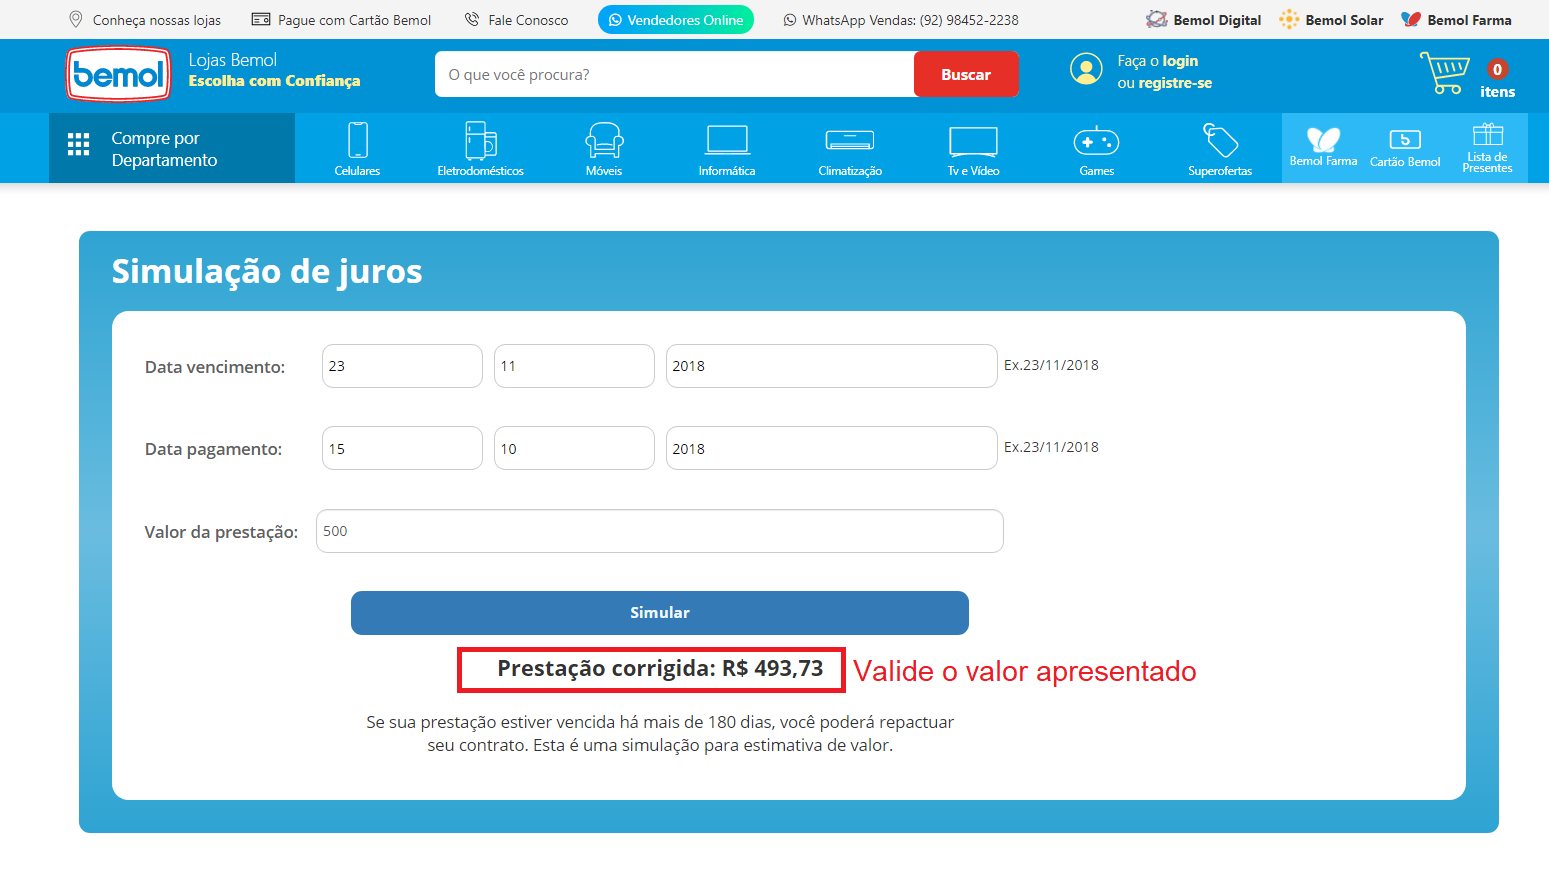 Conheça nossas lojas
Pague com Cartão Bemol
Fale Conosco
Vendedores Online
WhatsApp Vendas: (92) 98452-2238
Bemol Digital
Bemol Solar
Bemol Farma
bemol
Lojas Bemol
Escolha com Confiança
O que você procura?
Buscar
Faça o login
ou registre-se
0
itens
Compre por
Departamento
Celulares
Eletrodomésticos
Móveis
Informática
Climatização
Tv e Vídeo
Games
Superofertas
Bemol Farma
Cartão Bemol
Lista de
Presentes
Simulação de juros
Data vencimento:
23
11
2018
Ex.23/11/2018
Data pagamento:
15
10
2018
Ex.23/11/2018
Valor da prestação:
500
Simular
Prestação corrigida: R$ 493,73
Valide o valor apresentado
Se sua prestação estiver vencida há mais de 180 dias, você poderá repactuar
seu contrato. Esta é uma simulação para estimativa de valor.